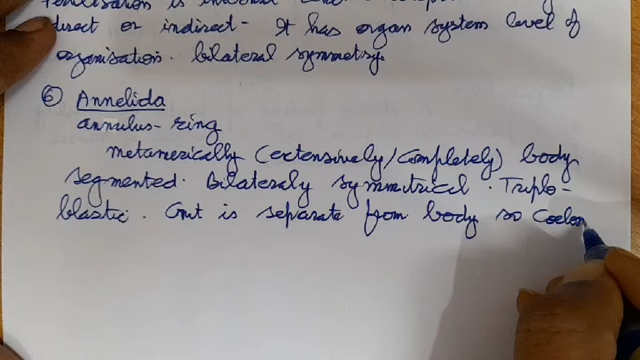 Fertilisation is internal
direct or indirect - It has organ system level of
organisation. bilateral symmetry.
⑥ Annelida
annulus - ring
metamerically (extensively/completely) body
segmented. Bilateraly symmetrical. Triplo-
blastic. Gut is separate from body so Coelom